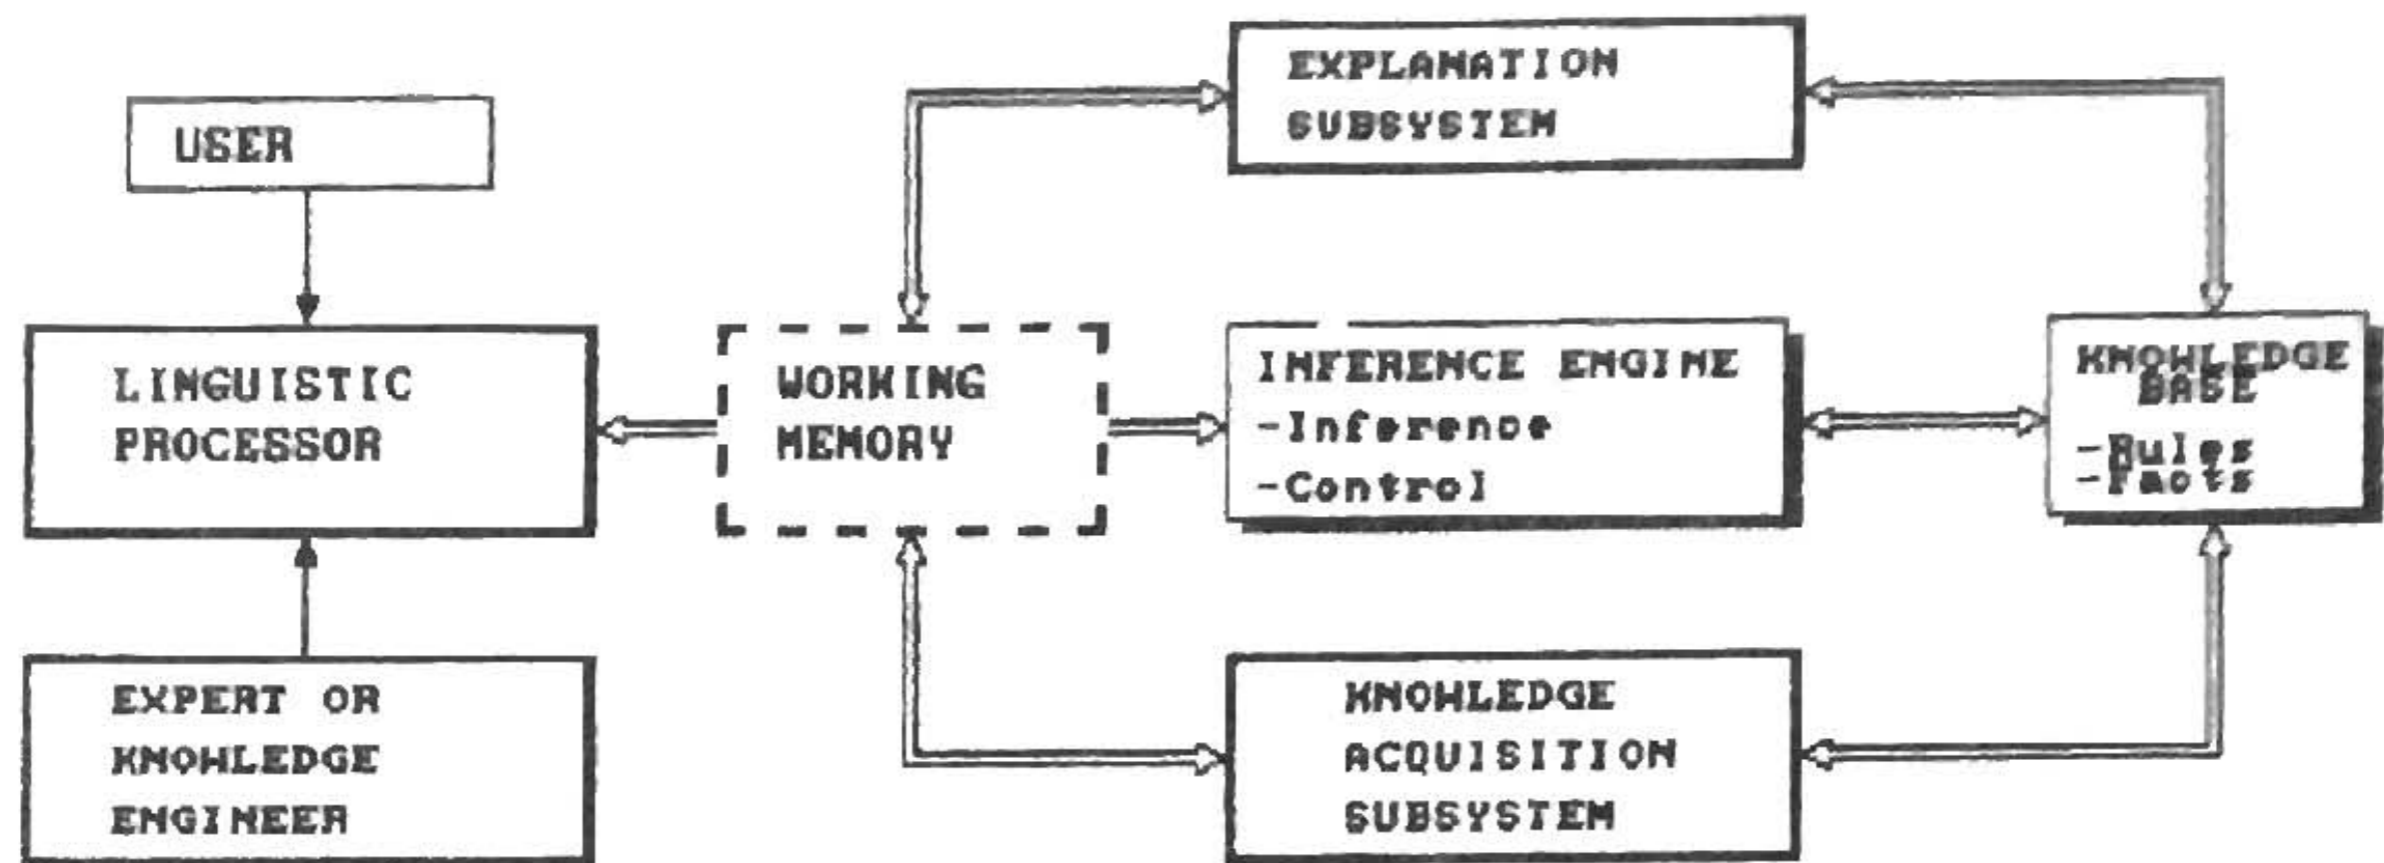 EXPLANATION
SUBSYSTEM
USER
LINGUISTIC
PROCESSOR
WORKING
MEMORY
INFERENCE ENGINE
-Inference
-Control
KNOWLEDGE
BASE
-Rules
-Facts
EXPERT OR
KNOWLEDGE
ENGINEER
KNOWLEDGE
ACQUISITION
SUBSYSTEM